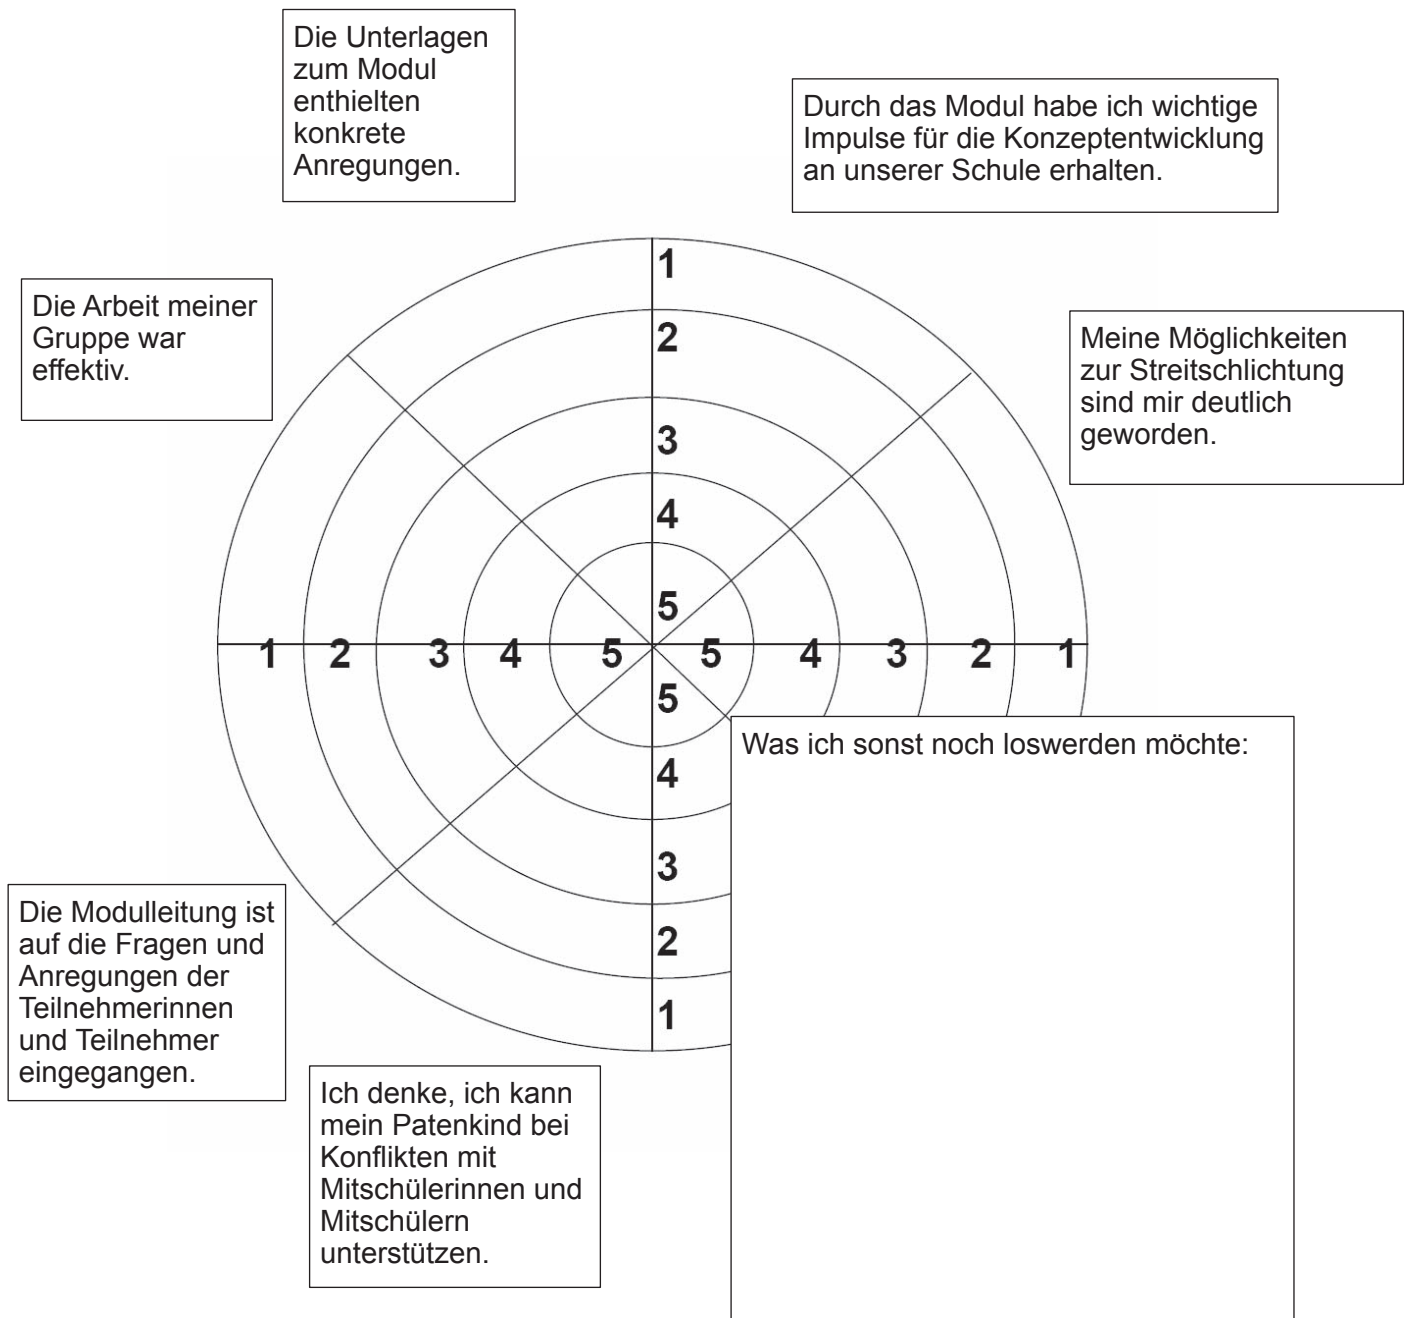 Die Unterlagen
zum Modul
enthielten
konkrete
Anregungen.
Durch das Modul habe ich wichtige
Impulse für die Konzeptentwicklung
an unserer Schule erhalten.
Die Arbeit meiner
Gruppe war
effektiv.
Meine Möglichkeiten
zur Streitschlichtung
sind mir deutlich
geworden.
1
2
3
4
5
1 2 3 4 5 5 4 3 2 1
5
4
3
2
1
Was ich sonst noch loswerden möchte:
Die Modulleitung ist
auf die Fragen und
Anregungen der
Teilnehmerinnen
und Teilnehmer
eingegangen.
Ich denke, ich kann
mein Patenkind bei
Konflikten mit
Mitschülerinnen und
Mitschülern
unterstützen.